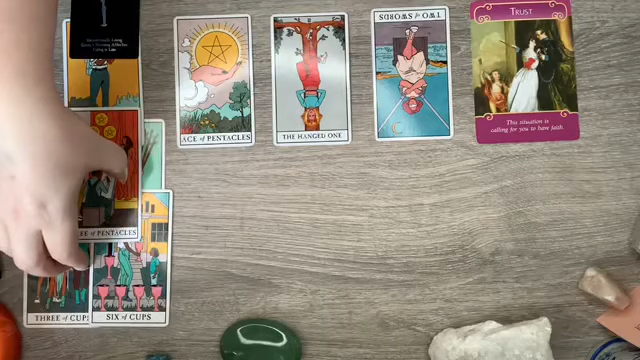 ACE of PENTACLES
THE HANGED ONE
TWO of SWORDS
TRUST
This situation is
calling for you to have faith.
of PENTACLES
THREE of CUPS
SIX of CUPS